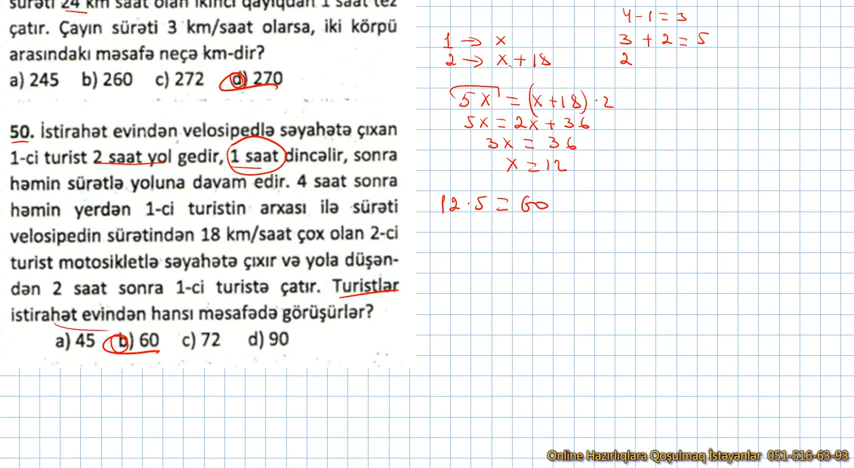 sürəti 24 km saat olan ikinci qayıqdan 1 saat tez
çatır. Çayın sürəti 3 km/saat olarsa, iki körpü
arasındakı məsafə neçə km-dir?
a) 245 b) 260 c) 272 d) 270
50. İstirahət evindən velosipedlə səyahətə çıxan
1-ci turist 2 saat yol gedir, 1 saat dincəlir, sonra
həmin sürətlə yoluna davam edir. 4 saat sonra
həmin yerdən 1-ci turistin arxası ilə sürəti
velosipedin sürətindən 18 km/saat çox olan 2-ci
turist motosikletlə səyahətə çıxır və yola düşən-
dən 2 saat sonra 1-ci turistə çatır. Turistlər
istirahət evindən hansı məsafədə görüşürlər?
a) 45 b) 60 c) 72 d) 90
4-1=3
1 → x 3 + 2 = 5
2 → x + 18 2
5x = (x+18) · 2
5x = 2x + 36
3x = 36
x = 12
12 · 5 = 60
Online Hazırlıqlara Qoşulmaq İstəyənlər 051-516-63-93